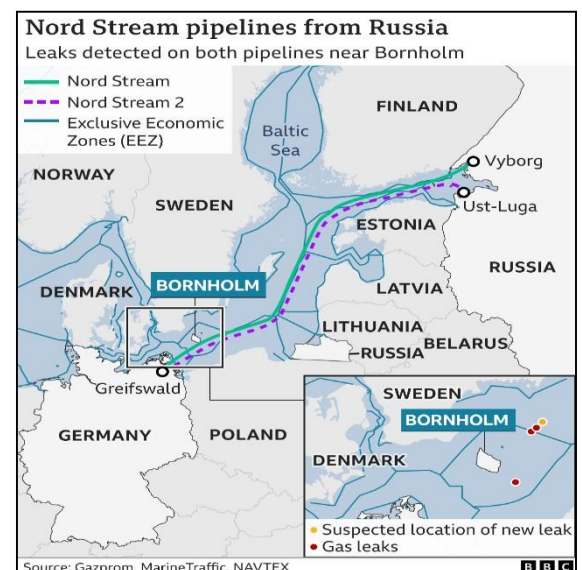 Nord Stream pipelines from Russia
Leaks detected on both pipelines near Bornholm
Nord Stream
Nord Stream 2
Exclusive Economic
Zones (EEZ)
Baltic
Sea
FINLAND
NORWAY
SWEDEN
Vyborg
Ust-Luga
ESTONIA
RUSSIA
BORNHOLM
DENMARK
LATVIA
LITHUANIA
RUSSIA
BELARUS
Greifswald
GERMANY
POLAND
SWEDEN
BORNHOLM
DENMARK
Suspected location of new leak
Gas leaks
Source: Gazprom, MarineTraffic, NAVTEX
BBC